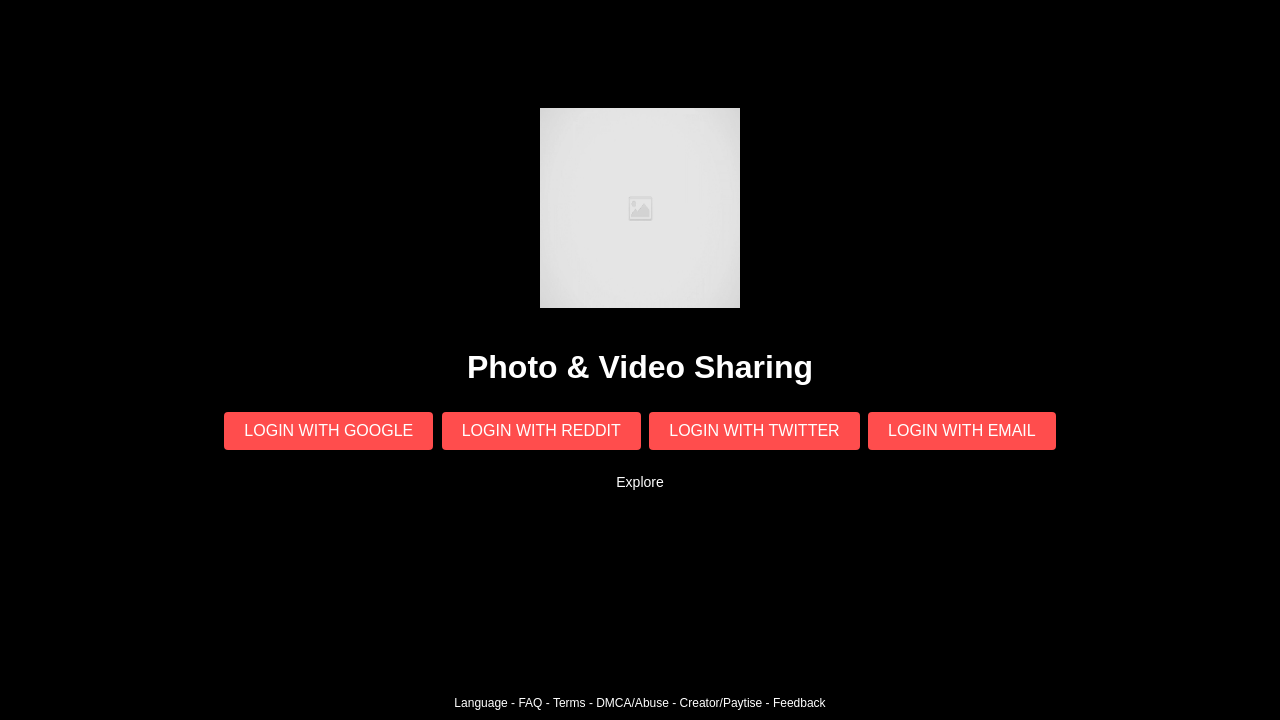 Photo & Video Sharing
LOGIN WITH GOOGLE LOGIN WITH REDDIT LOGIN WITH TWITTER LOGIN WITH EMAIL
Explore
Language - FAQ - Terms - DMCA/Abuse - Creator/Paytise - Feedback